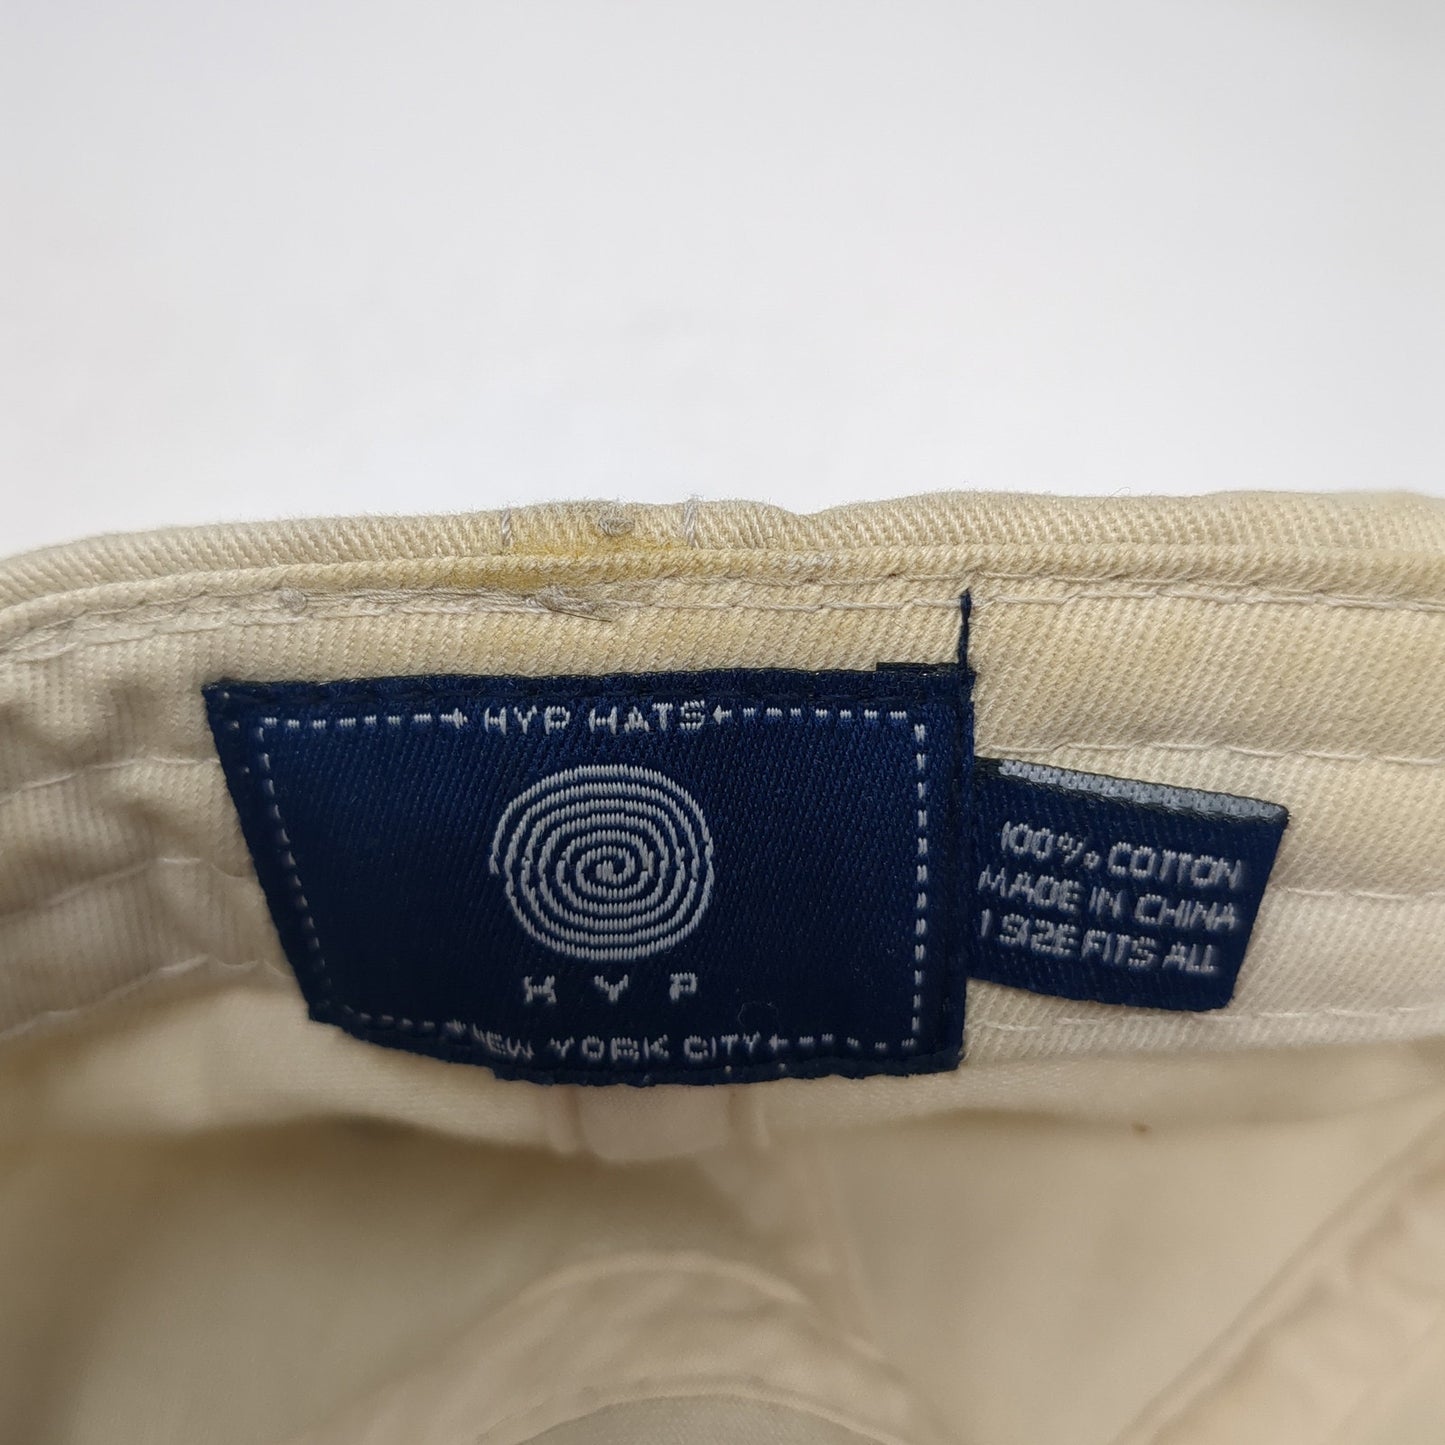 HYP HATS
HYP
NEW YORK CITY
100% COTTON
MADE IN CHINA
1 SIZE FITS ALL